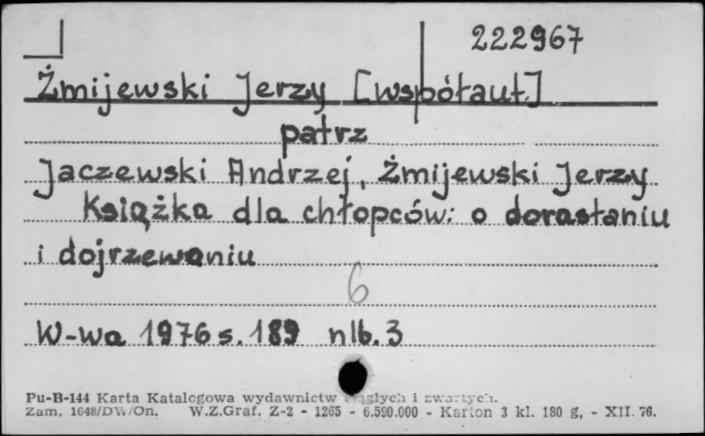 222967
Żmijewski Jerzy [współaut.]
patrz
Jaczewski Andrzej, Żmijewski Jerzy
Książka dla chłopców: o dorastaniu
i dojrzewaniu
6
W-wa 1976 s. 189 nlb. 3
Pu-B-144 Karta Katalogowa wydawnictw ciągłych i zwartych.
Zam. 1648/DW/On. W.Z.Graf. Z-2 - 1265 - 6.590.000 - Karton 3 kl. 180 g, - XII. 76.